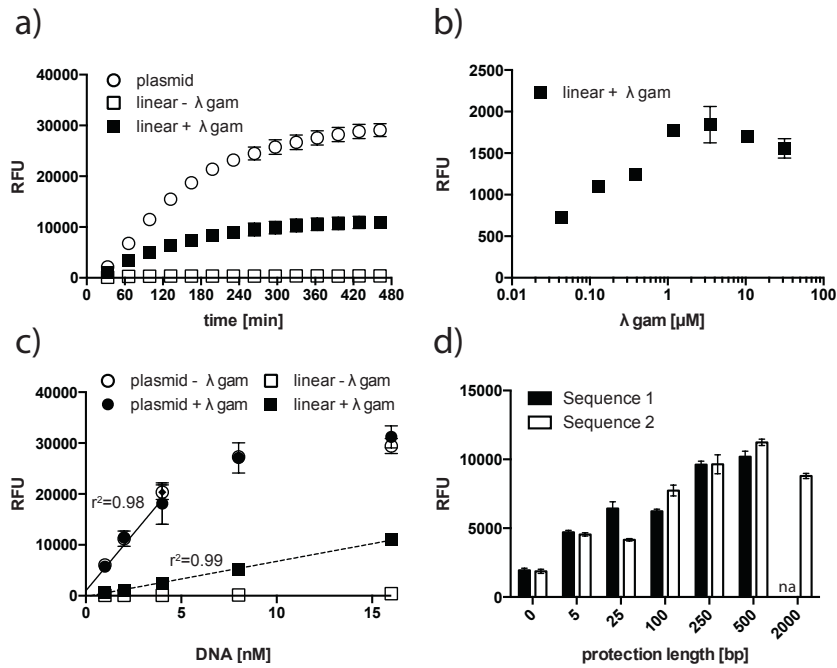 a)
40000
30000
20000
10000
0
RFU
plasmid
linear - λ gam
linear + λ gam
0 60 120 180 240 300 360 420 480
time [min]
b)
2500
2000
1500
1000
500
0
RFU
linear + λ gam
0.01 0.1 1 10 100
λ gam [µM]
c)
plasmid - λ gam linear - λ gam
plasmid + λ gam linear + λ gam
40000
30000
20000
10000
0
RFU
r²=0.98
r²=0.99
0 5 10 15
DNA [nM]
d)
Sequence 1
Sequence 2
15000
10000
5000
0
RFU
na
0 5 25 100 250 500 2000
protection length [bp]